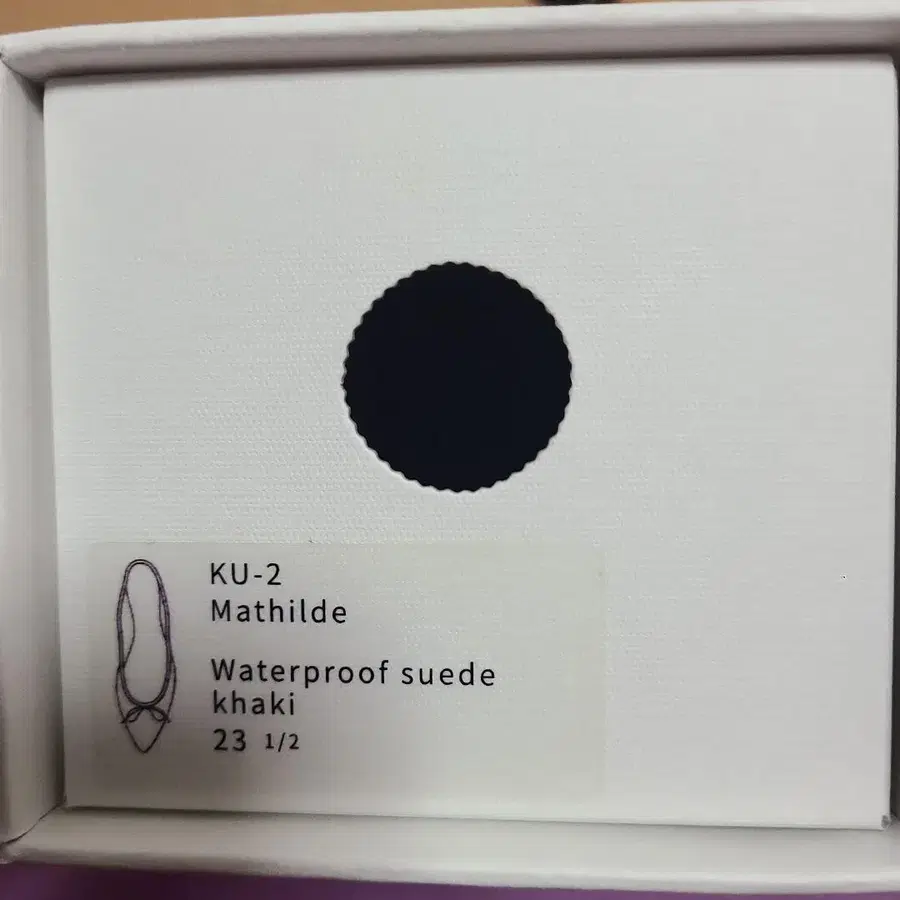 KU-2
Mathilde
Waterproof suede
khaki
23 1/2